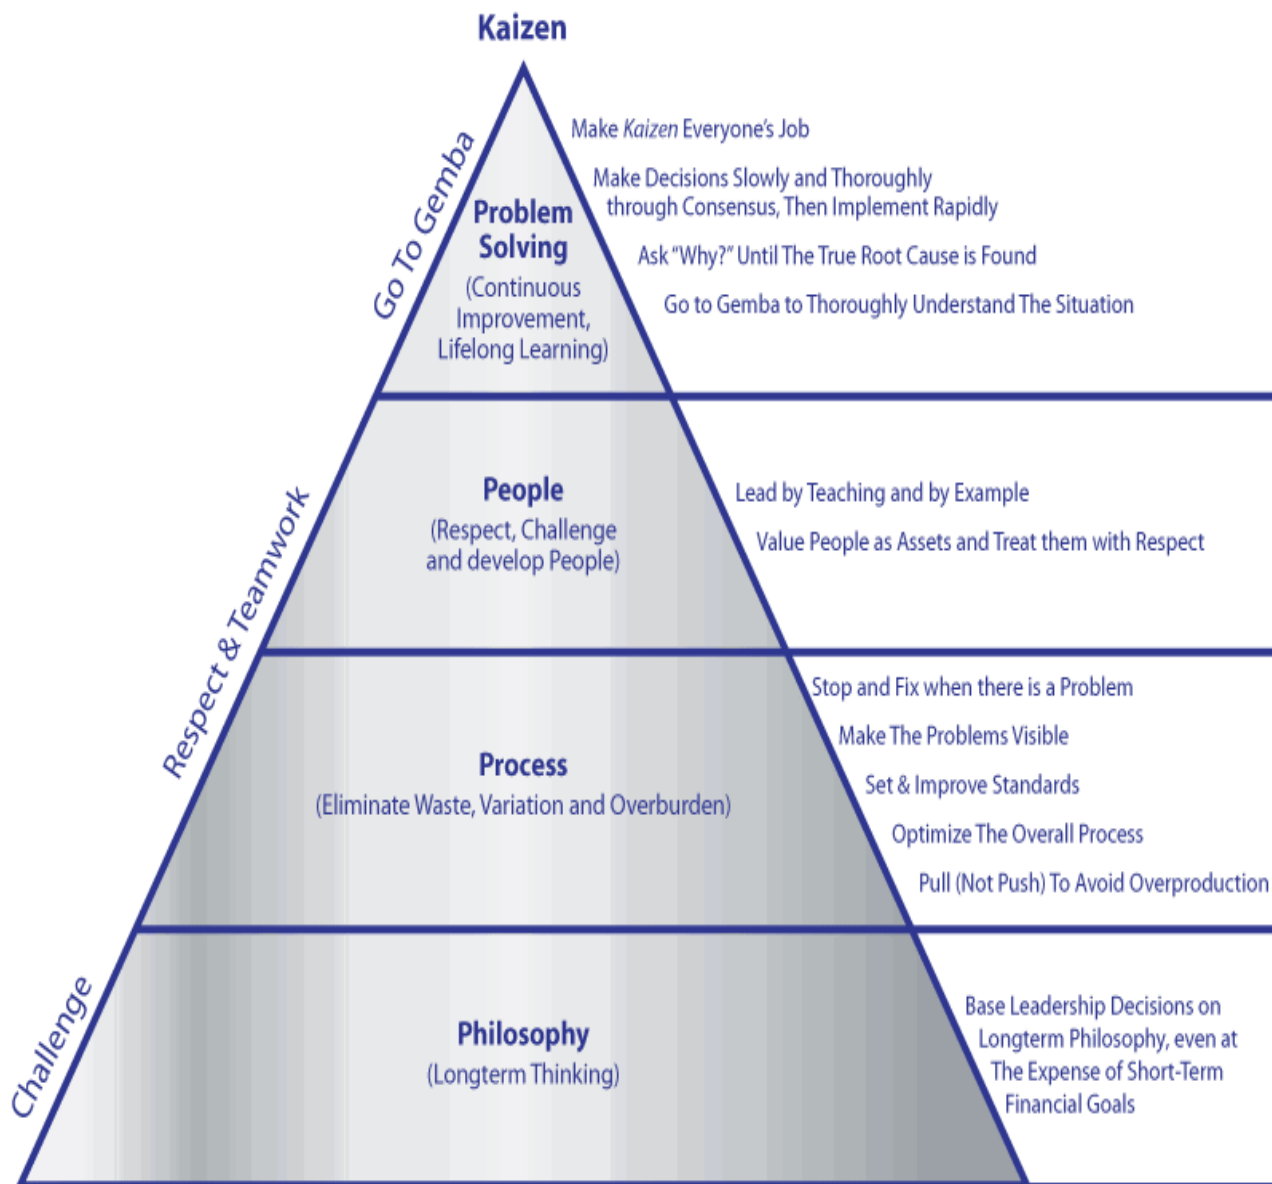 Kaizen
Go To Gemba
Problem
Solving
(Continuous
Improvement,
Lifelong Learning)
Make Kaizen Everyone's Job
Make Decisions Slowly and Thoroughly
through Consensus, Then Implement Rapidly
Ask "Why?" Until The True Root Cause is Found
Go to Gemba to Thoroughly Understand The Situation
Respect & Teamwork
People
(Respect, Challenge
and develop People)
Lead by Teaching and by Example
Value People as Assets and Treat them with Respect
Process
(Eliminate Waste, Variation and Overburden)
Stop and Fix when there is a Problem
Make The Problems Visible
Set & Improve Standards
Optimize The Overall Process
Pull (Not Push) To Avoid Overproduction
Challenge
Philosophy
(Longterm Thinking)
Base Leadership Decisions on
Longterm Philosophy, even at
The Expense of Short-Term
Financial Goals